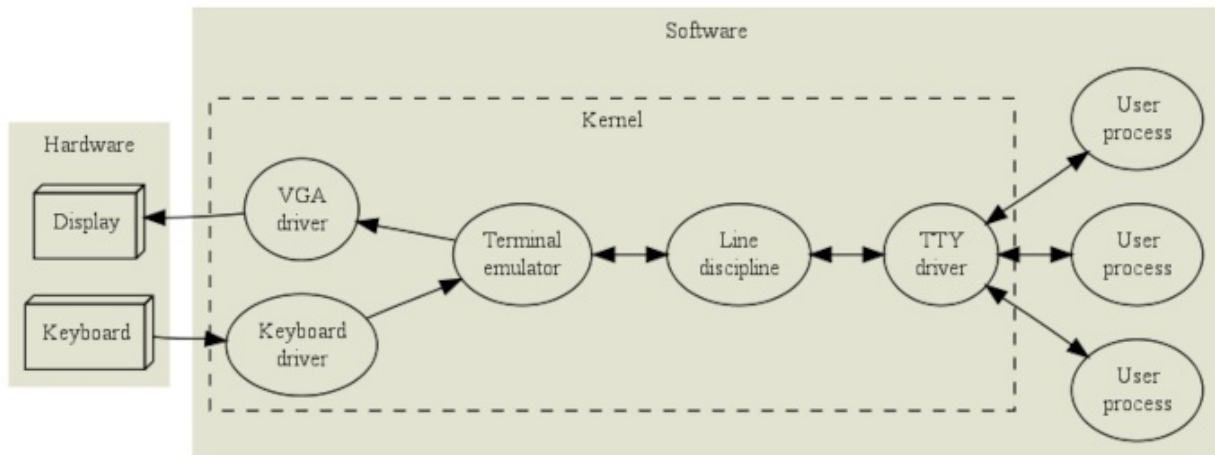 Software
Kernel
Hardware
Display
Keyboard
VGA
driver
Keyboard
driver
Terminal
emulator
Line
discipline
TTY
driver
User
process
User
process
User
process